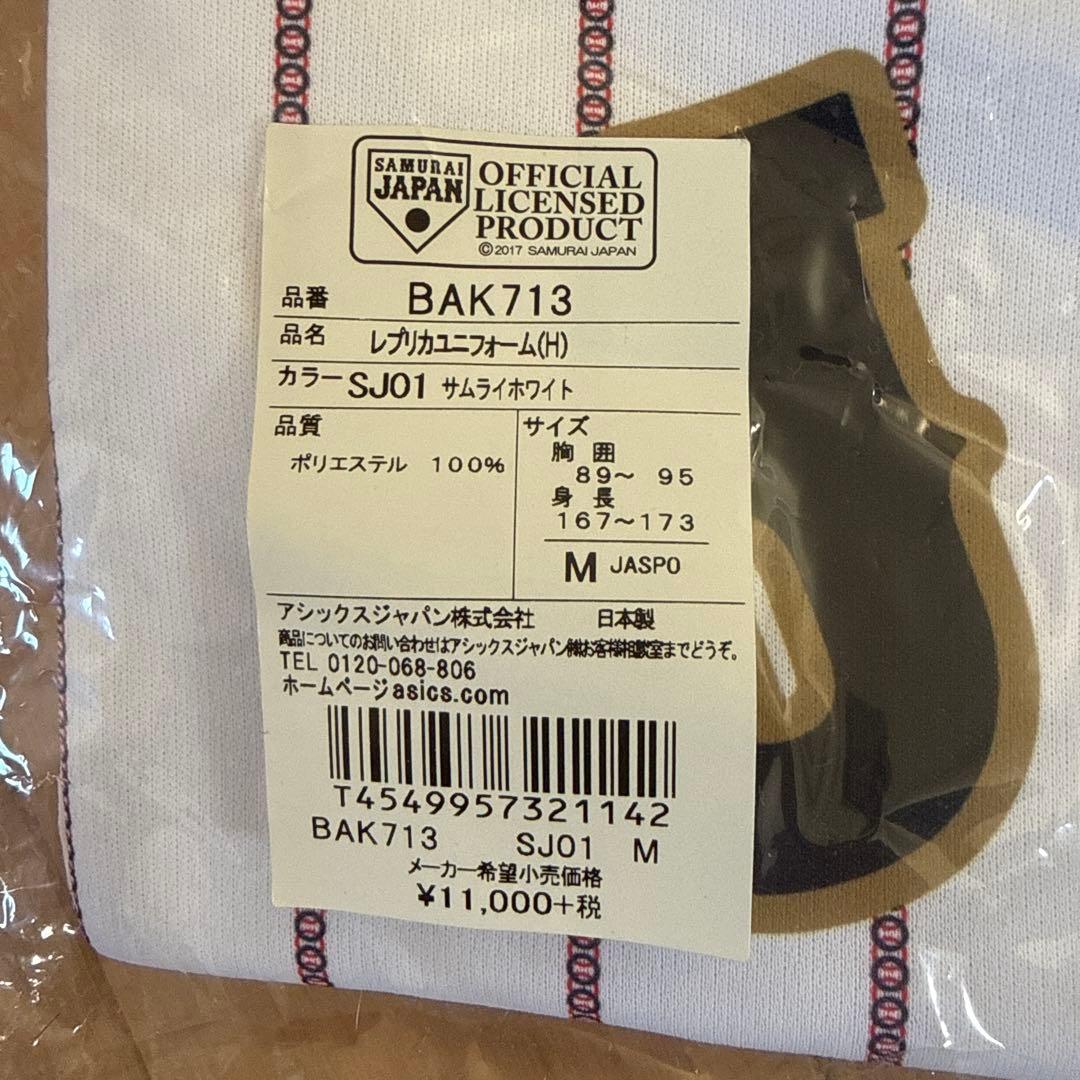 SAMURAI
JAPAN
OFFICIAL
LICENSED
PRODUCT
©2017 SAMURAI JAPAN
品番 BAK713
品名 レプリカユニフォーム(H)
カラー SJ01 サムライホワイト
品質
ポリエステル 100%
サイズ
胸囲
89～ 95
身長
167～173
M JASPO
アシックスジャパン株式会社 日本製
商品についてのお問い合わせはアシックスジャパン㈱お客様相談室までどうぞ。
TEL 0120-068-806
ホームページasics.com
T4549957321142
BAK713 SJ01 M
メーカー希望小売価格
¥11,000+税